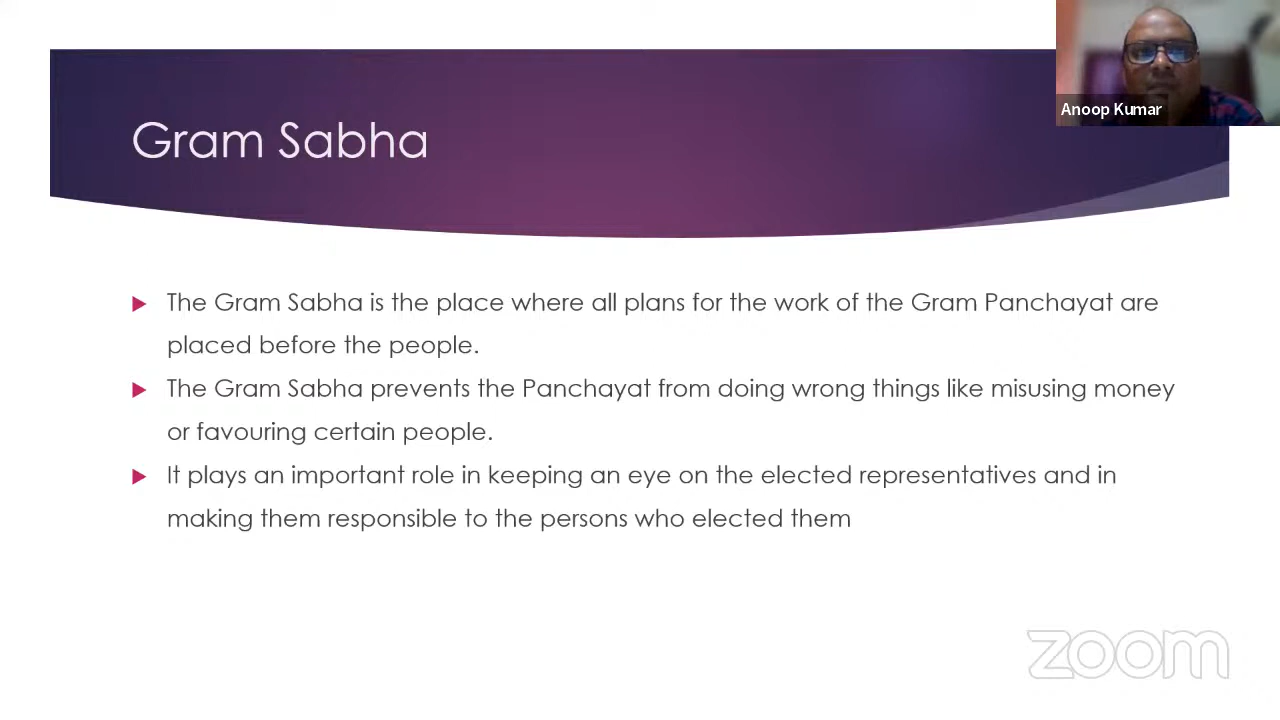 Anoop Kumar
Gram Sabha
The Gram Sabha is the place where all plans for the work of the Gram Panchayat are
placed before the people.
The Gram Sabha prevents the Panchayat from doing wrong things like misusing money
or favouring certain people.
It plays an important role in keeping an eye on the elected representatives and in
making them responsible to the persons who elected them
zoom